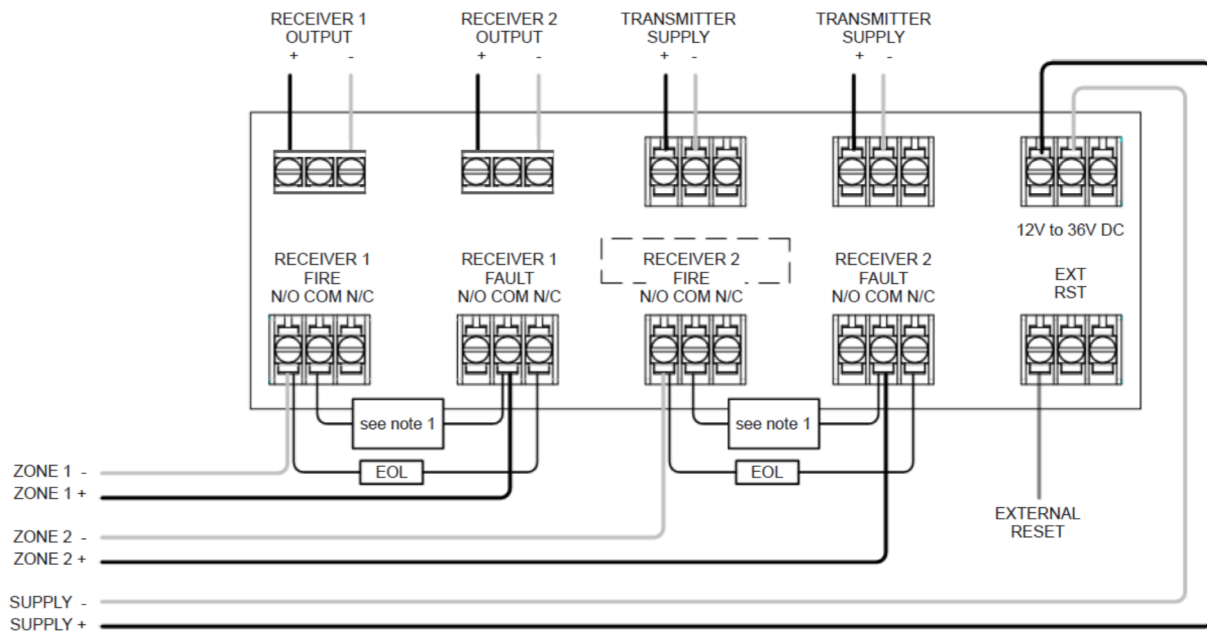 RECEIVER 1
OUTPUT
+ -
RECEIVER 2
OUTPUT
+ -
TRANSMITTER
SUPPLY
+ -
TRANSMITTER
SUPPLY
+ -
12V to 36V DC
RECEIVER 1
FIRE
N/O COM N/C
RECEIVER 1
FAULT
N/O COM N/C
RECEIVER 2
FIRE
N/O COM N/C
RECEIVER 2
FAULT
N/O COM N/C
EXT
RST
see note 1
see note 1
EOL
EOL
ZONE 1 -
ZONE 1 +
ZONE 2 -
ZONE 2 +
EXTERNAL
RESET
SUPPLY -
SUPPLY +